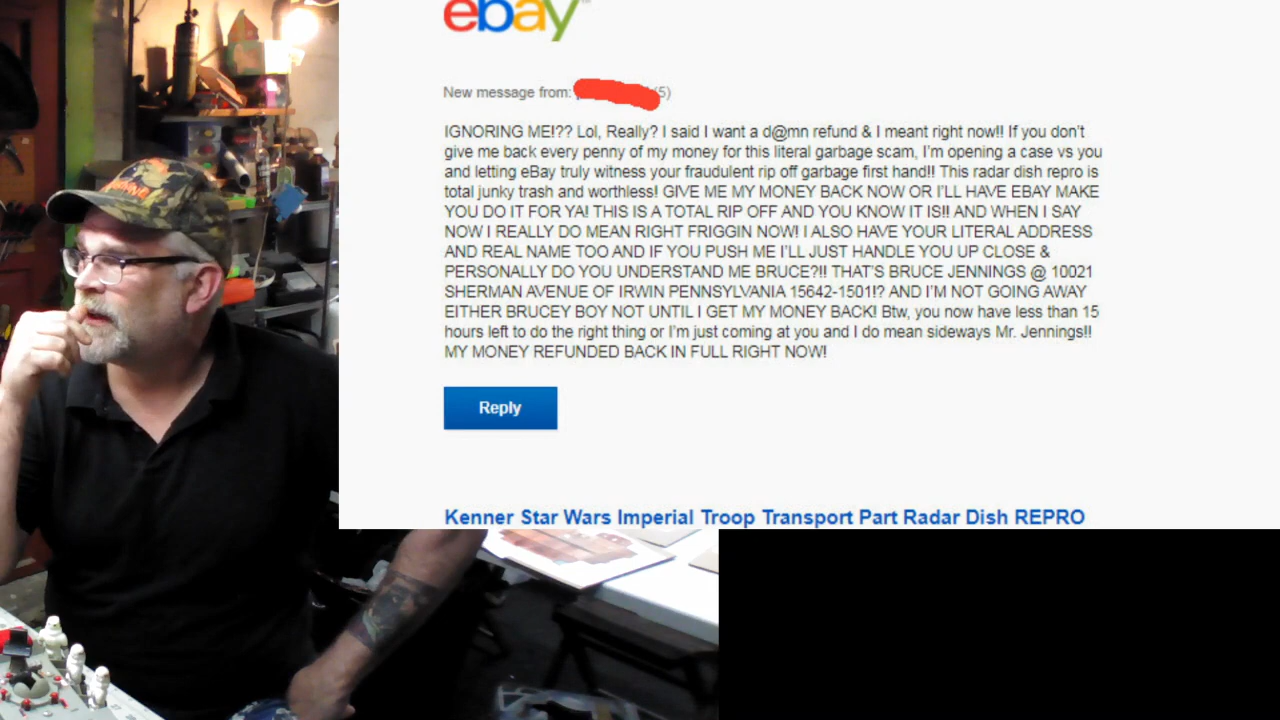 ebay
New message from: 5)
IGNORING ME!?? Lol, Really? I said I want a d@mn refund & I meant right now!! If you don't
give me back every penny of my money for this literal garbage scam, I'm opening a case vs you
and letting eBay truly witness your fraudulent rip off garbage first hand!! This radar dish repro is
total junky trash and worthless! GIVE ME MY MONEY BACK NOW OR I'LL HAVE EBAY MAKE
YOU DO IT FOR YA! THIS IS A TOTAL RIP OFF AND YOU KNOW IT IS!! AND WHEN I SAY
NOW I REALLY DO MEAN RIGHT FRIGGIN NOW! I ALSO HAVE YOUR LITERAL ADDRESS
AND REAL NAME TOO AND IF YOU PUSH ME I'LL JUST HANDLE YOU UP CLOSE &
PERSONALLY DO YOU UNDERSTAND ME BRUCE?!! THAT'S BRUCE JENNINGS @ 10021
SHERMAN AVENUE OF IRWIN PENNSYLVANIA 15642-1501!? AND I'M NOT GOING AWAY
EITHER BRUCEY BOY NOT UNTIL I GET MY MONEY BACK! Btw, you now have less than 15
hours left to do the right thing or I'm just coming at you and I do mean sideways Mr. Jennings!!
MY MONEY REFUNDED BACK IN FULL RIGHT NOW!
Reply
Kenner Star Wars Imperial Troop Transport Part Radar Dish REPRO